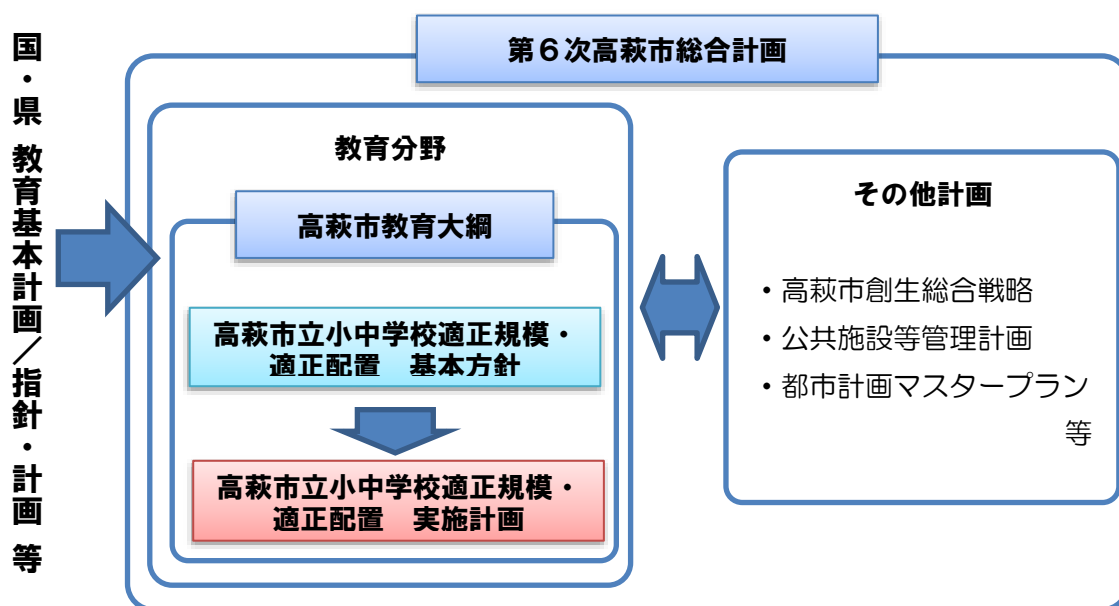 国・県 教育基本計画／指針・計画 等
第６次高萩市総合計画
教育分野
高萩市教育大綱
高萩市立小中学校適正規模・
適正配置　基本方針
高萩市立小中学校適正規模・
適正配置　実施計画
その他計画
・高萩市創生総合戦略
・公共施設等管理計画
・都市計画マスタープラン
等